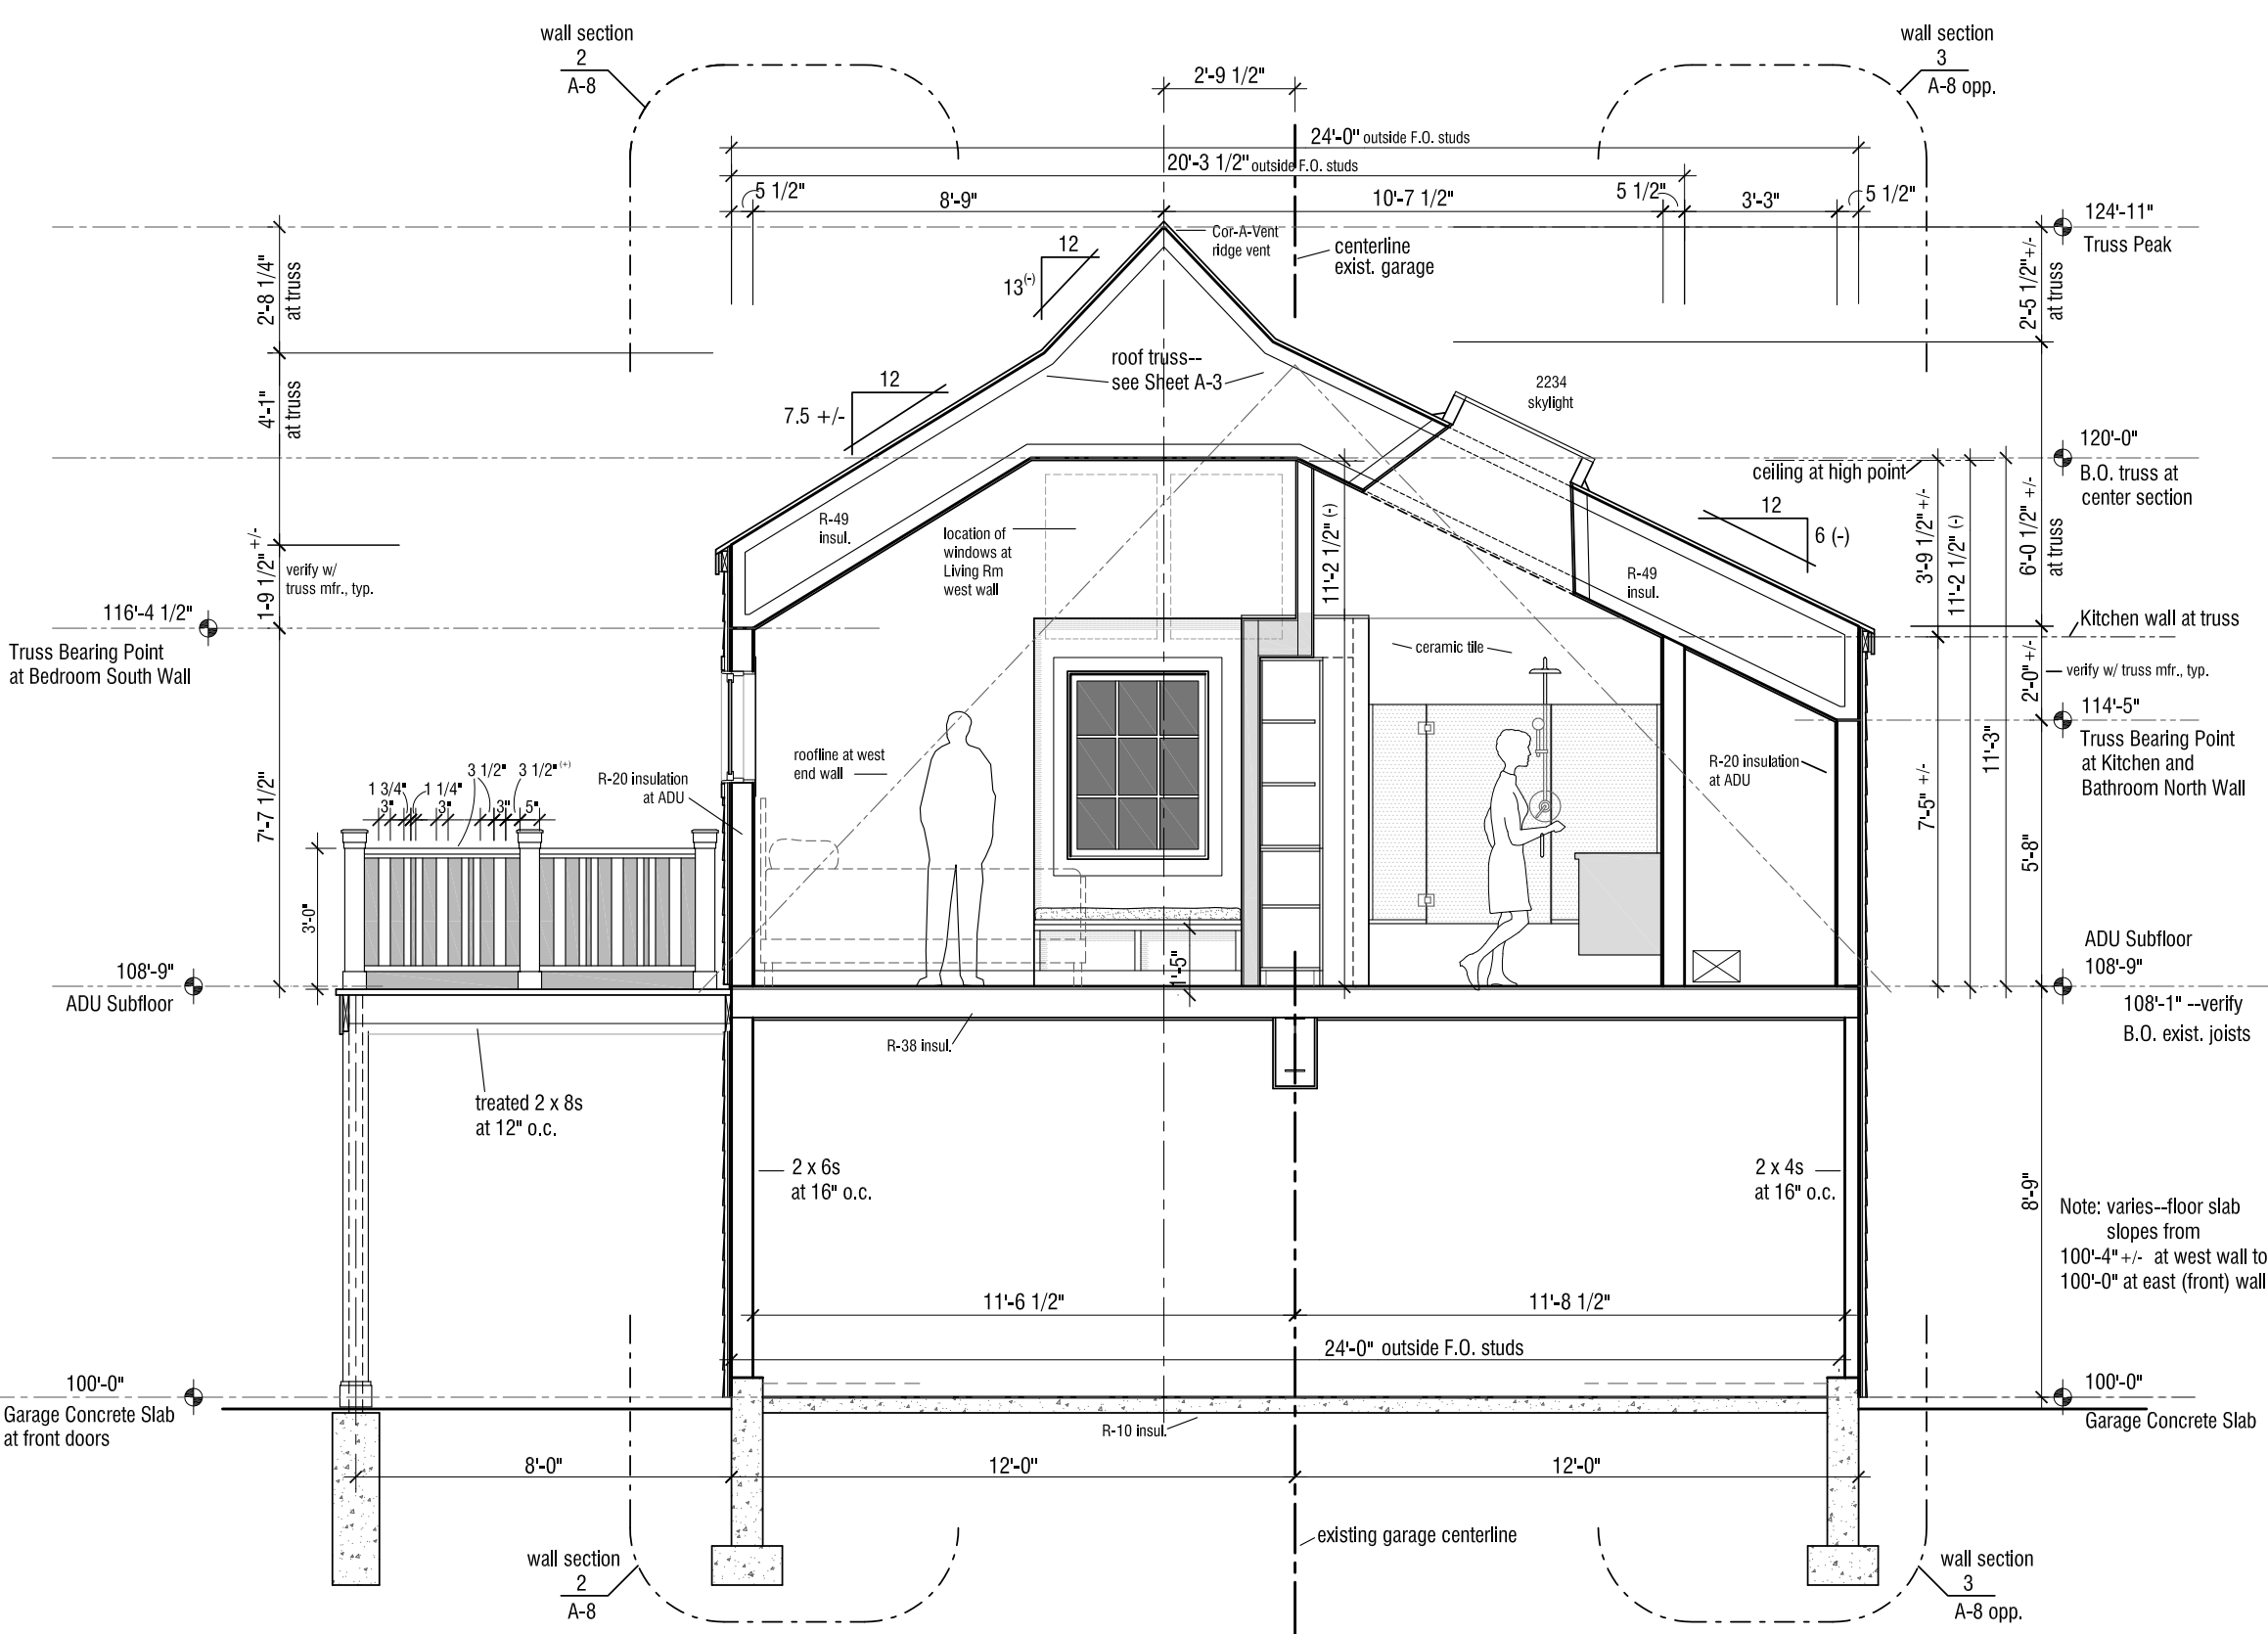 wall section
2
A-8
wall section
3
A-8 opp.
2'-9 1/2"
24'-0" outside F.O. studs
20'-3 1/2" outside F.O. studs
5 1/2"
8'-9"
10'-7 1/2"
5 1/2"
3'-3"
5 1/2"
124'-11"
Truss Peak
Cor-A-Vent
ridge vent
centerline
exist. garage
12
13(-)
2'-8 1/4"
at truss
2'-5 1/2" +/-
at truss
roof truss--
see Sheet A-3
12
7.5 +/-
4'-1"
at truss
2234
skylight
120'-0"
B.O. truss at
center section
ceiling at high point
12
6 (-)
R-49
insul.
location of
windows at
Living Rm
west wall
11'-2 1/2" (-)
R-49
insul.
3'-9 1/2" +/-
11'-2 1/2" (-)
6'-0 1/2" +/-
at truss
1-9 1/2" +/-
verify w/
truss mfr., typ.
116'-4 1/2"
Truss Bearing Point
at Bedroom South Wall
Kitchen wall at truss
ceramic tile
verify w/ truss mfr., typ.
2'-0" +/-
114'-5"
Truss Bearing Point
at Kitchen and
Bathroom North Wall
roofline at west
end wall
R-20 insulation
at ADU
R-20 insulation
at ADU
7'-7 1/2"
1 3/4"
3"
1 1/4"
3"
3 1/2"
3"
3 1/2" (+)
5"
3'-0"
7'-5" +/-
11'-3"
5'-8"
1'-5"
108'-9"
ADU Subfloor
ADU Subfloor
108'-9"
108'-1" --verify
B.O. exist. joists
R-38 insul.
treated 2 x 8s
at 12" o.c.
2 x 6s
at 16" o.c.
2 x 4s
at 16" o.c.
8'-9"
Note: varies--floor slab
slopes from
100'-4" +/- at west wall to
100'-0" at east (front) wall
11'-6 1/2"
11'-8 1/2"
24'-0" outside F.O. studs
100'-0"
Garage Concrete Slab
at front doors
100'-0"
Garage Concrete Slab
R-10 insul.
8'-0"
12'-0"
12'-0"
existing garage centerline
wall section
2
A-8
wall section
3
A-8 opp.